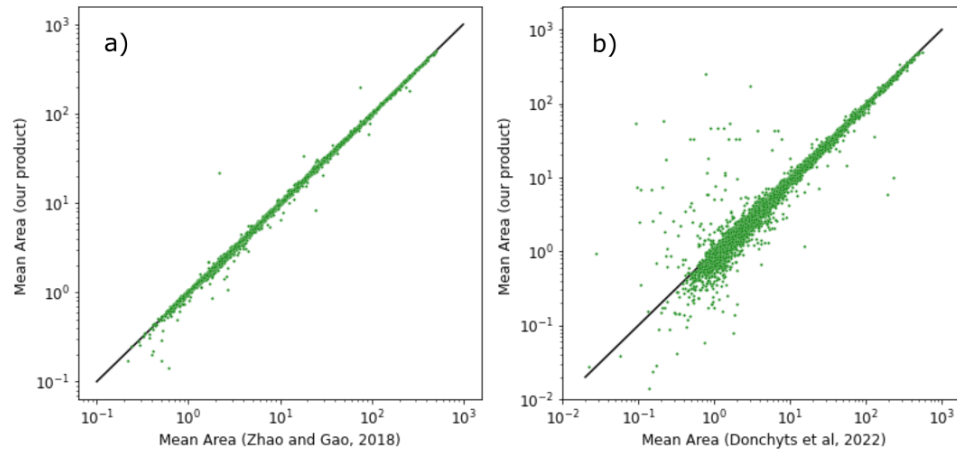 a)
10³
10²
10¹
10⁰
10⁻¹
Mean Area (our product)
10⁻¹ 10⁰ 10¹ 10² 10³
Mean Area (Zhao and Gao, 2018)
b)
10³
10²
10¹
10⁰
10⁻¹
10⁻²
Mean Area (our product)
10⁻² 10⁻¹ 10⁰ 10¹ 10² 10³
Mean Area (Donchyts et al, 2022)